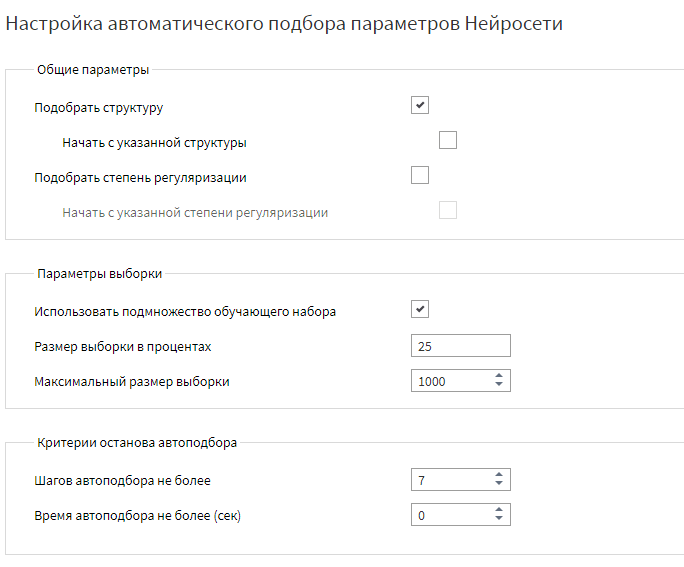 Настройка автоматического подбора параметров Нейросети
Общие параметры
Подобрать структуру
Начать с указанной структуры
Подобрать степень регуляризации
Начать с указанной степени регуляризации
Параметры выборки
Использовать подмножество обучающего набора
Размер выборки в процентах 25
Максимальный размер выборки 1000
Критерии останова автоподбора
Шагов автоподбора не более 7
Время автоподбора не более (сек) 0